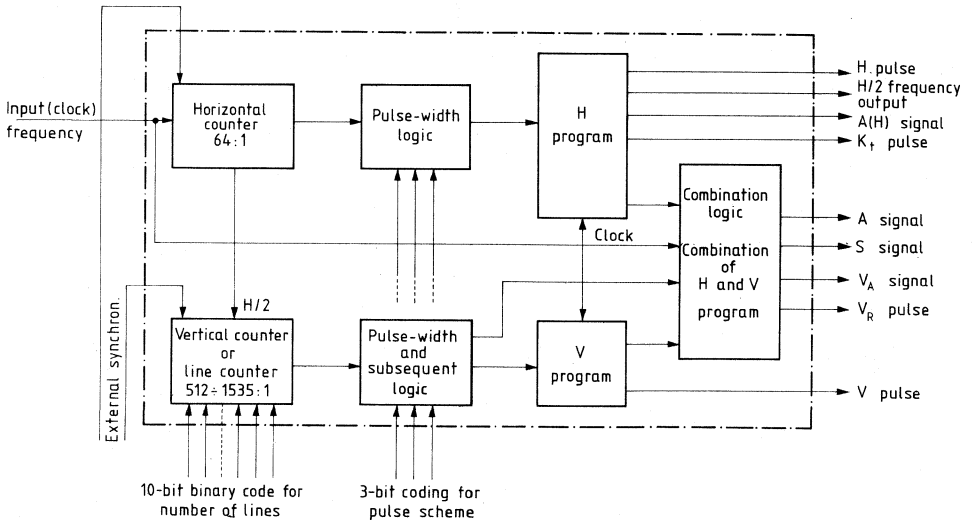 Input (clock)
frequency
Horizontal
counter
64:1
Pulse-width
logic
H
program
H. pulse
H/2 frequency
output
A(H) signal
Kt pulse
Combination
logic
Combination
of
H and V
program
Clock
A signal
S signal
VA signal
VR pulse
V pulse
External synchron.
H/2
Vertical counter
or
line counter
512÷1535:1
Pulse-width
and
subsequent
logic
V
program
10-bit binary code for
number of lines
3-bit coding for
pulse scheme